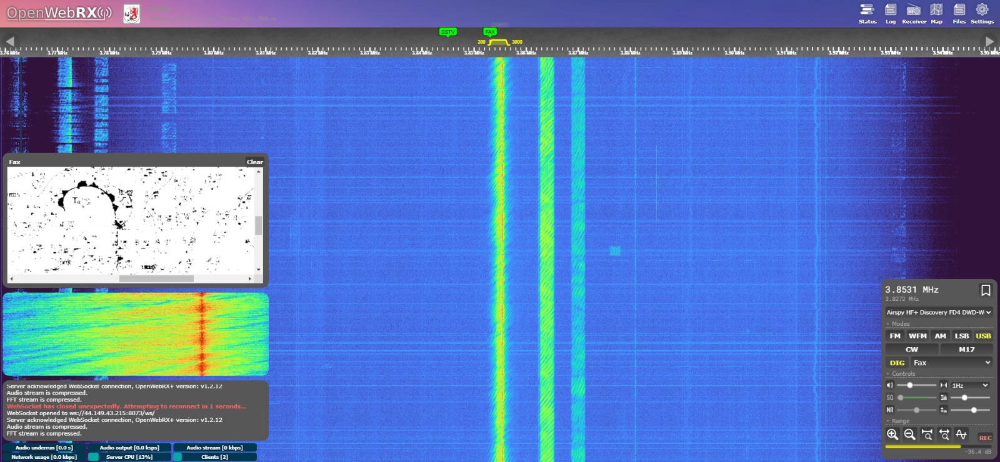 OpenWebRX
Status Log Receiver Map Files Settings
SSTV FAX
300 3000
3.76 MHz 3.77 MHz 3.78 MHz 3.79 MHz 3.80 MHz 3.81 MHz 3.82 MHz 3.83 MHz 3.84 MHz 3.85 MHz 3.86 MHz 3.87 MHz 3.88 MHz 3.89 MHz 3.90 MHz 3.91 MHz 3.92 MHz 3.93 MHz 3.94 MHz 3.95 MHz
Fax Clear
T
Server acknowledged WebSocket connection, OpenWebRX+ version: v1.2.12
Audio stream is compressed.
FFT stream is compressed.
WebSocket has closed unexpectedly. Attempting to reconnect in 1 seconds...
WebSocket opened to ws://44.149.43.215:8073/ws/
Server acknowledged WebSocket connection, OpenWebRX+ version: v1.2.12
Audio stream is compressed.
FFT stream is compressed.
Audio underrun [0.0 s] Audio output [0.0 ksps] Audio stream [0 kbps]
Network usage [0.0 kbps] Server CPU [13%] Clients [2]
3.8531 MHz
3.8272 MHz
Airspy HF+ Discovery FD4 DWD-W
- Modes
FM WFM AM LSB USB
CW M17
DIG Fax
- Controls
1Hz
SQ
NR
- Range
REC
-36.4 dB